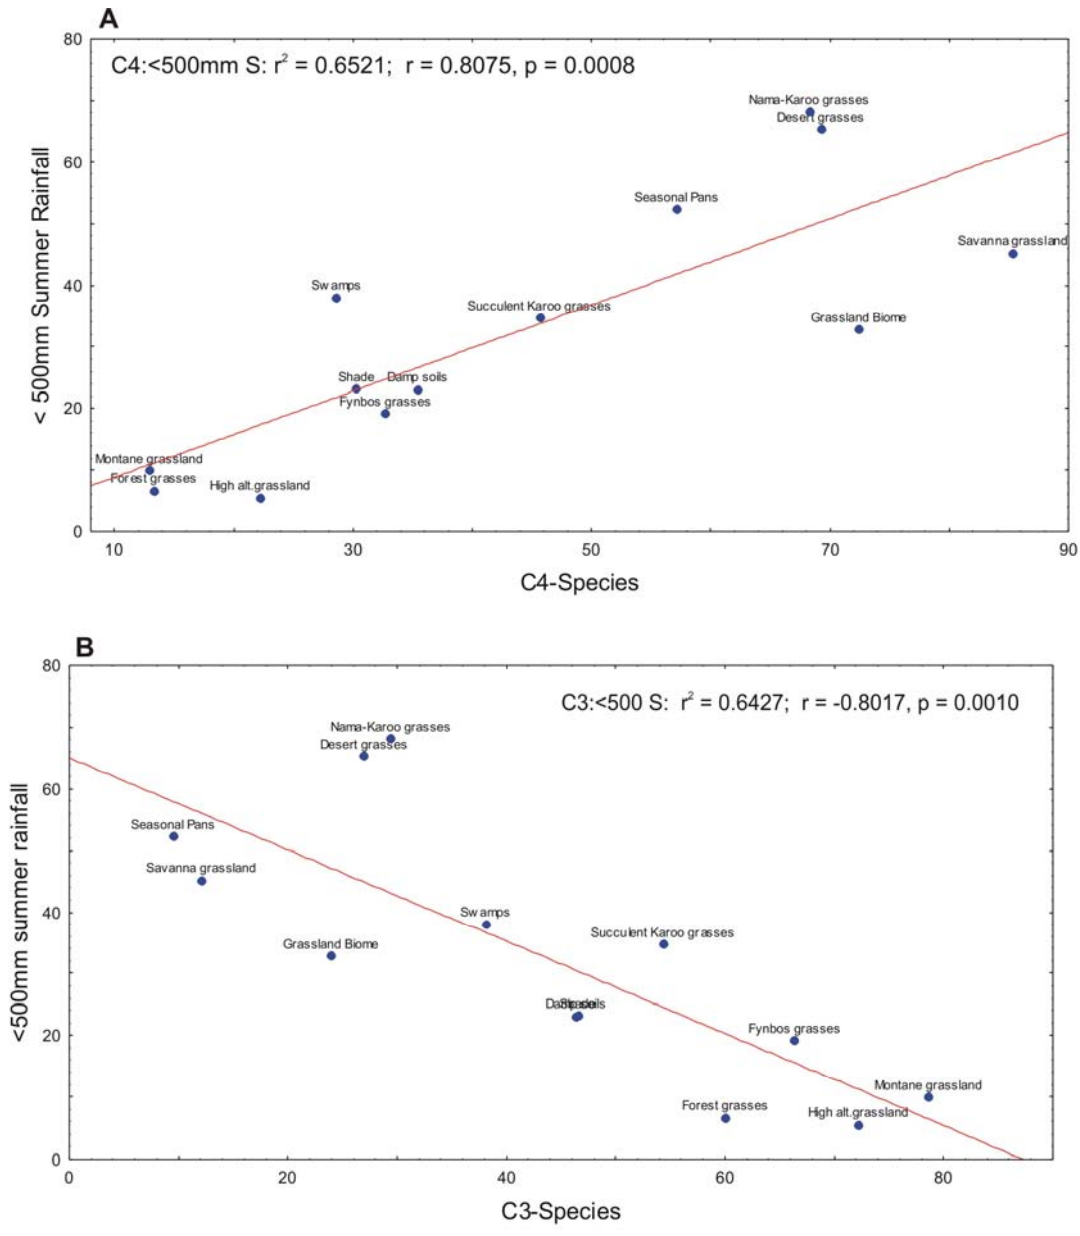 A
80
C4:<500mm S: r² = 0.6521; r = 0.8075, p = 0.0008
Nama-Karoo grasses
Desert grasses
60
Seasonal Pans
Savanna grassland
40
Swamps
Succulent Karoo grasses
Grassland Biome
Shade Damp soils
20
Fynbos grasses
Montane grassland
Forest grasses
High alt.grassland
0
< 500mm Summer Rainfall
10 30 50 70 90
C4-Species
B
80
C3:<500 S: r² = 0.6427; r = -0.8017, p = 0.0010
Nama-Karoo grasses
Desert grasses
60
Seasonal Pans
Savanna grassland
40
Swamps
Succulent Karoo grasses
Grassland Biome
Damp soils
Shade
20
Fynbos grasses
Montane grassland
Forest grasses
High alt.grassland
0
<500mm summer rainfall
0 20 40 60 80
C3-Species